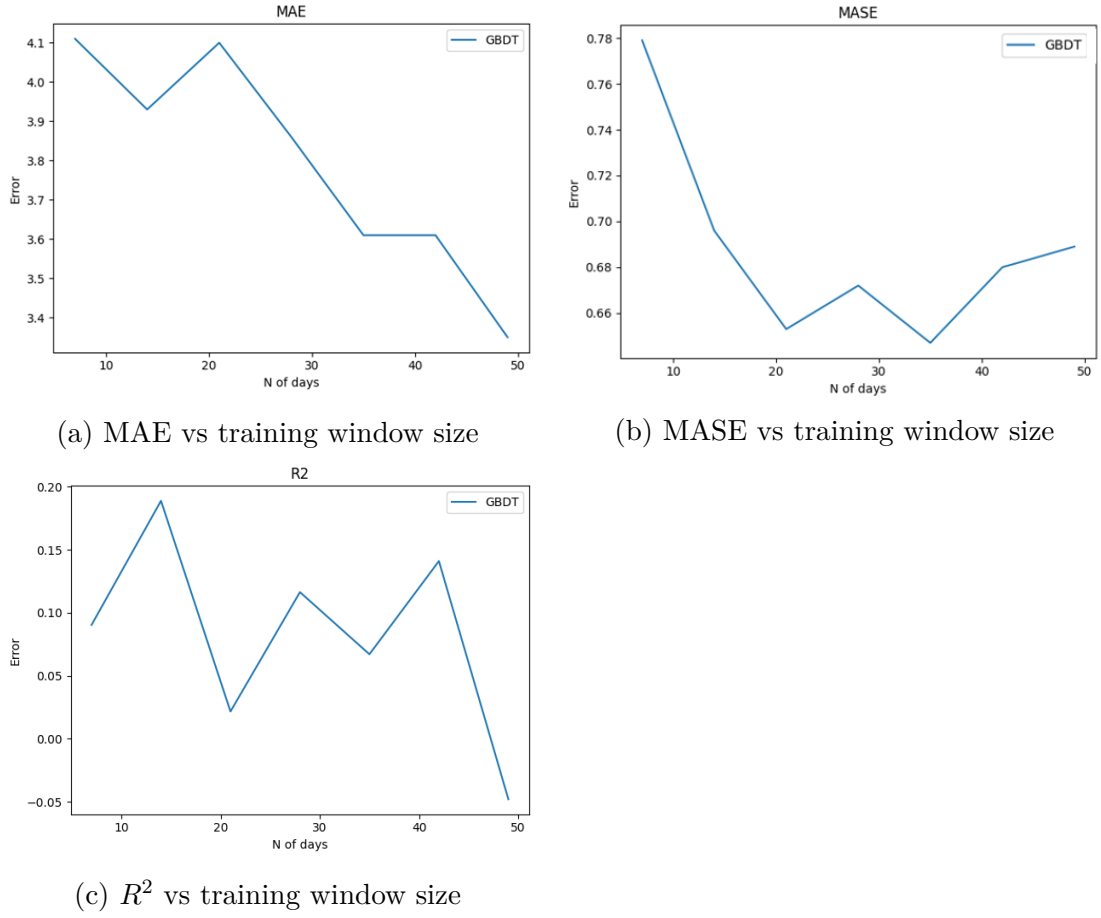 MAE
GBDT
4.1
4.0
3.9
3.8
3.7
3.6
3.5
3.4
Error
10 20 30 40 50
N of days
(a) MAE vs training window size
MASE
GBDT
0.78
0.76
0.74
0.72
0.70
0.68
0.66
Error
10 20 30 40 50
N of days
(b) MASE vs training window size
R2
GBDT
0.20
0.15
0.10
0.05
0.00
−0.05
Error
10 20 30 40 50
N of days
(c) R² vs training window size